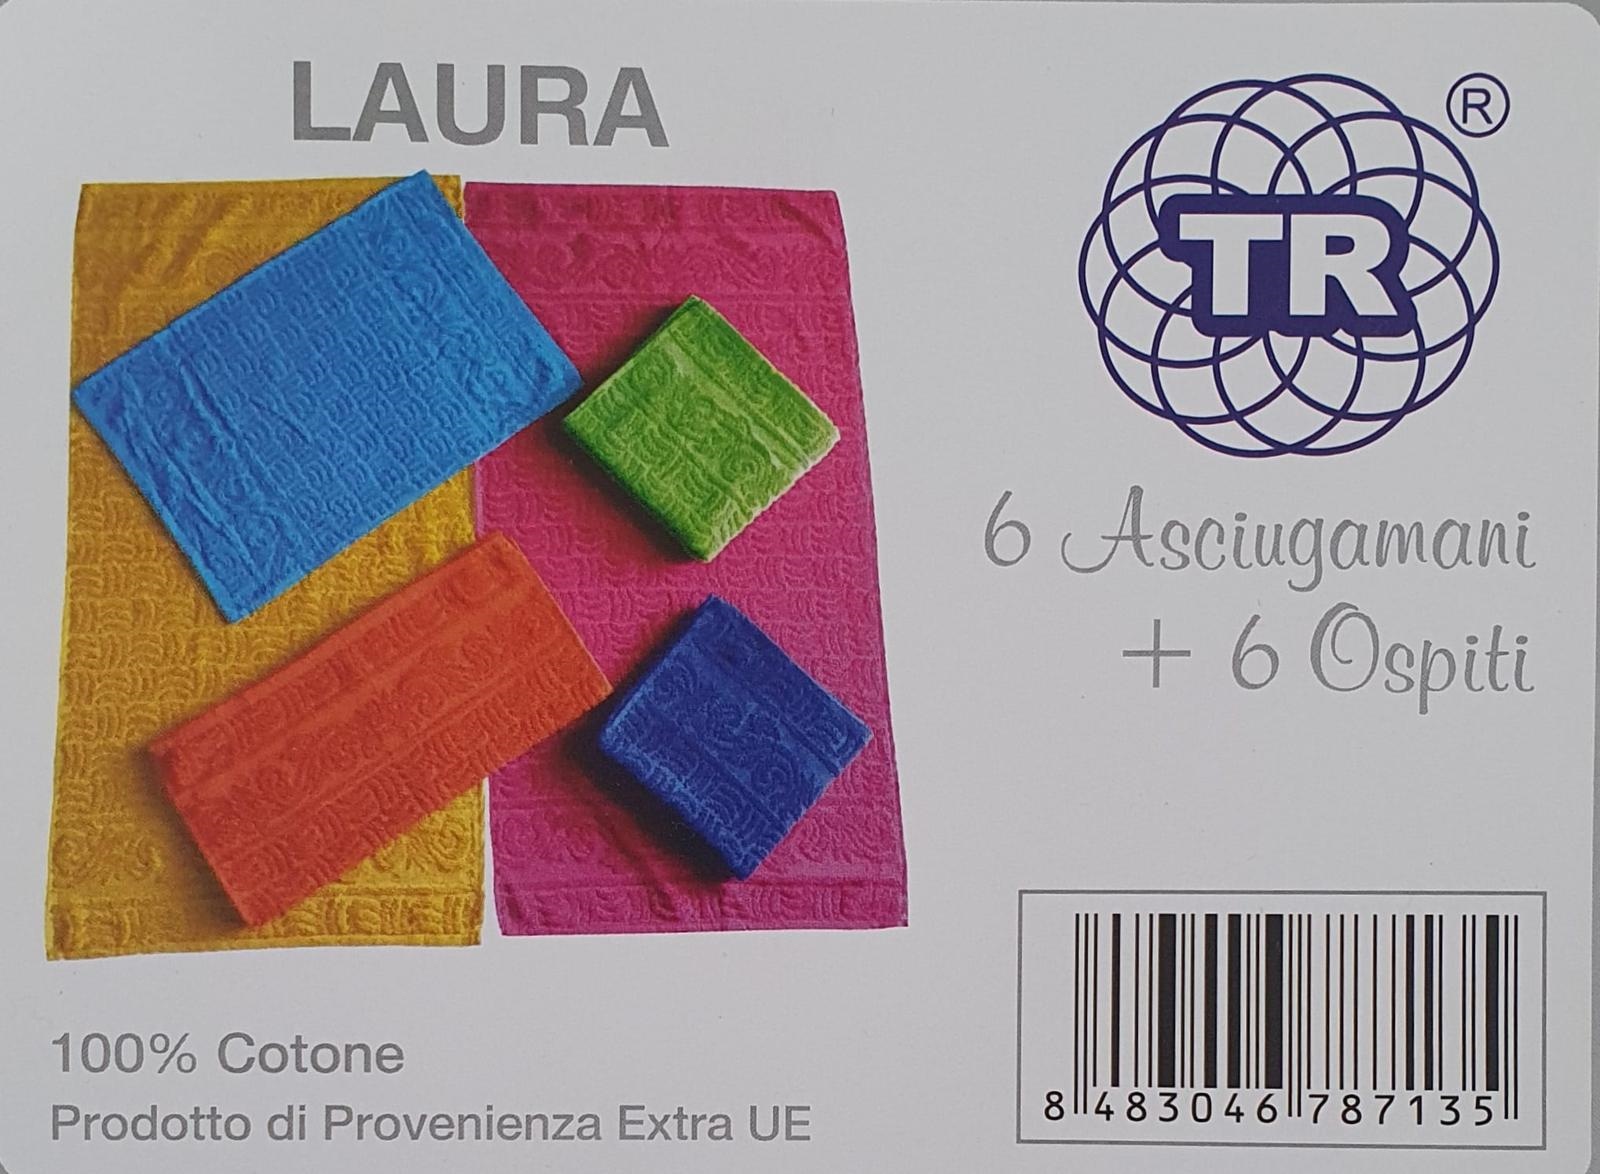 LAURA
®
TR
6 Asciugamani
+ 6 Ospiti
100% Cotone
Prodotto di Provenienza Extra UE
8 483046 787135